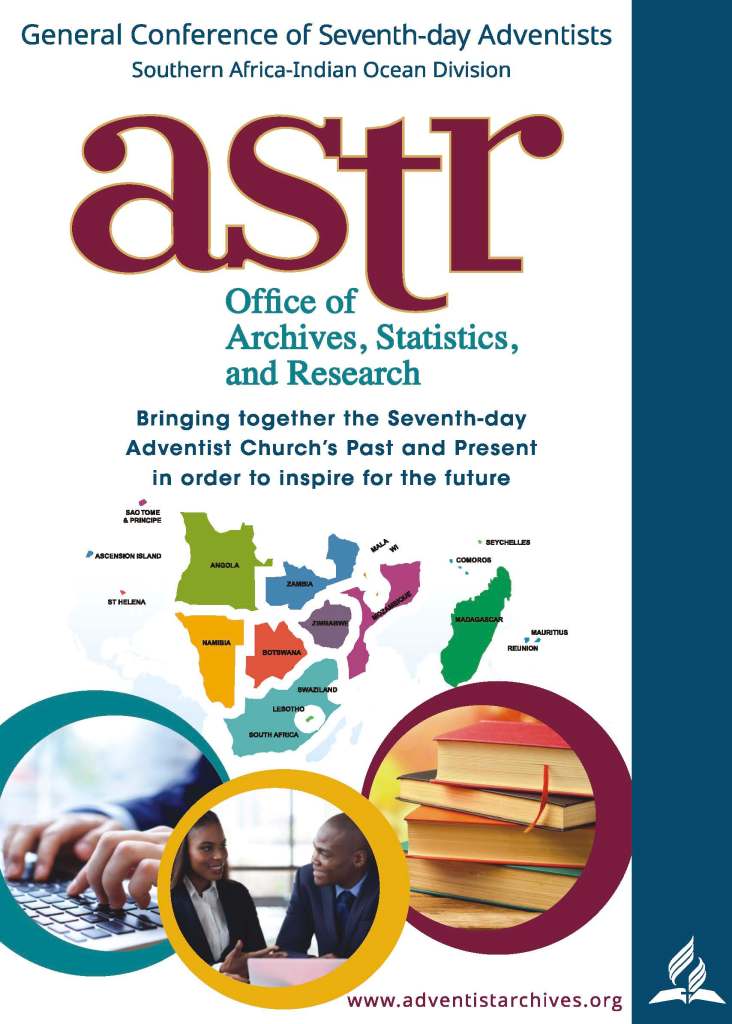 General Conference of Seventh-day Adventists
Southern Africa-Indian Ocean Division
astr
Office of
Archives, Statistics,
and Research
Bringing together the Seventh-day
Adventist Church's Past and Present
in order to inspire for the future
SAO TOME
& PRINCIPE
ASCENSION ISLAND
ST HELENA
ANGOLA
ZAMBIA
MALA
WI
MOZAMBIQUE
ZIMBABWE
NAMIBIA
BOTSWANA
SWAZILAND
LEBOTHO
SOUTH AFRICA
SEYCHELLES
COMOROS
MADAGASCAR
MAURITIUS
REUNION
www.adventistarchives.org